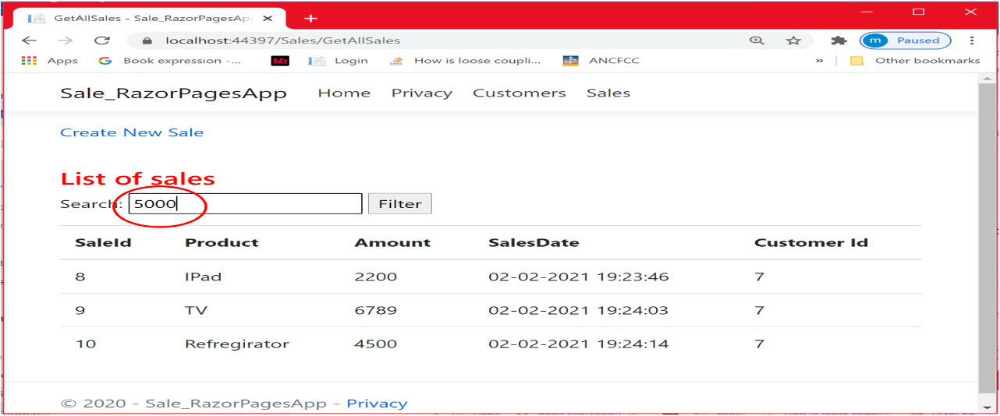 GetAllSales - Sale_RazorPagesAp
localhost:44397/Sales/GetAllSales
m Paused
Apps G Book expression -... Mr Login How is loose coupli... ANCFCC » Other bookmarks
Sale_RazorPagesApp Home Privacy Customers Sales
Create New Sale
List of sales
Search: 5000 Filter
SaleId Product Amount SalesDate Customer Id
8 IPad 2200 02-02-2021 19:23:46 7
9 TV 6789 02-02-2021 19:24:03 7
10 Refregirator 4500 02-02-2021 19:24:14 7
© 2020 - Sale_RazorPagesApp - Privacy